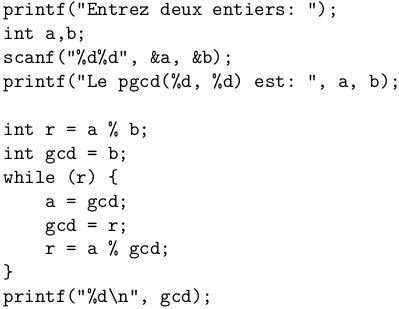 printf("Entrez deux entiers: ");
int a,b;
scanf("%d%d", &a, &b);
printf("Le pgcd(%d, %d) est: ", a, b);

int r = a % b;
int gcd = b;
while (r) {
    a = gcd;
    gcd = r;
    r = a % gcd;
}
printf("%d\n", gcd);